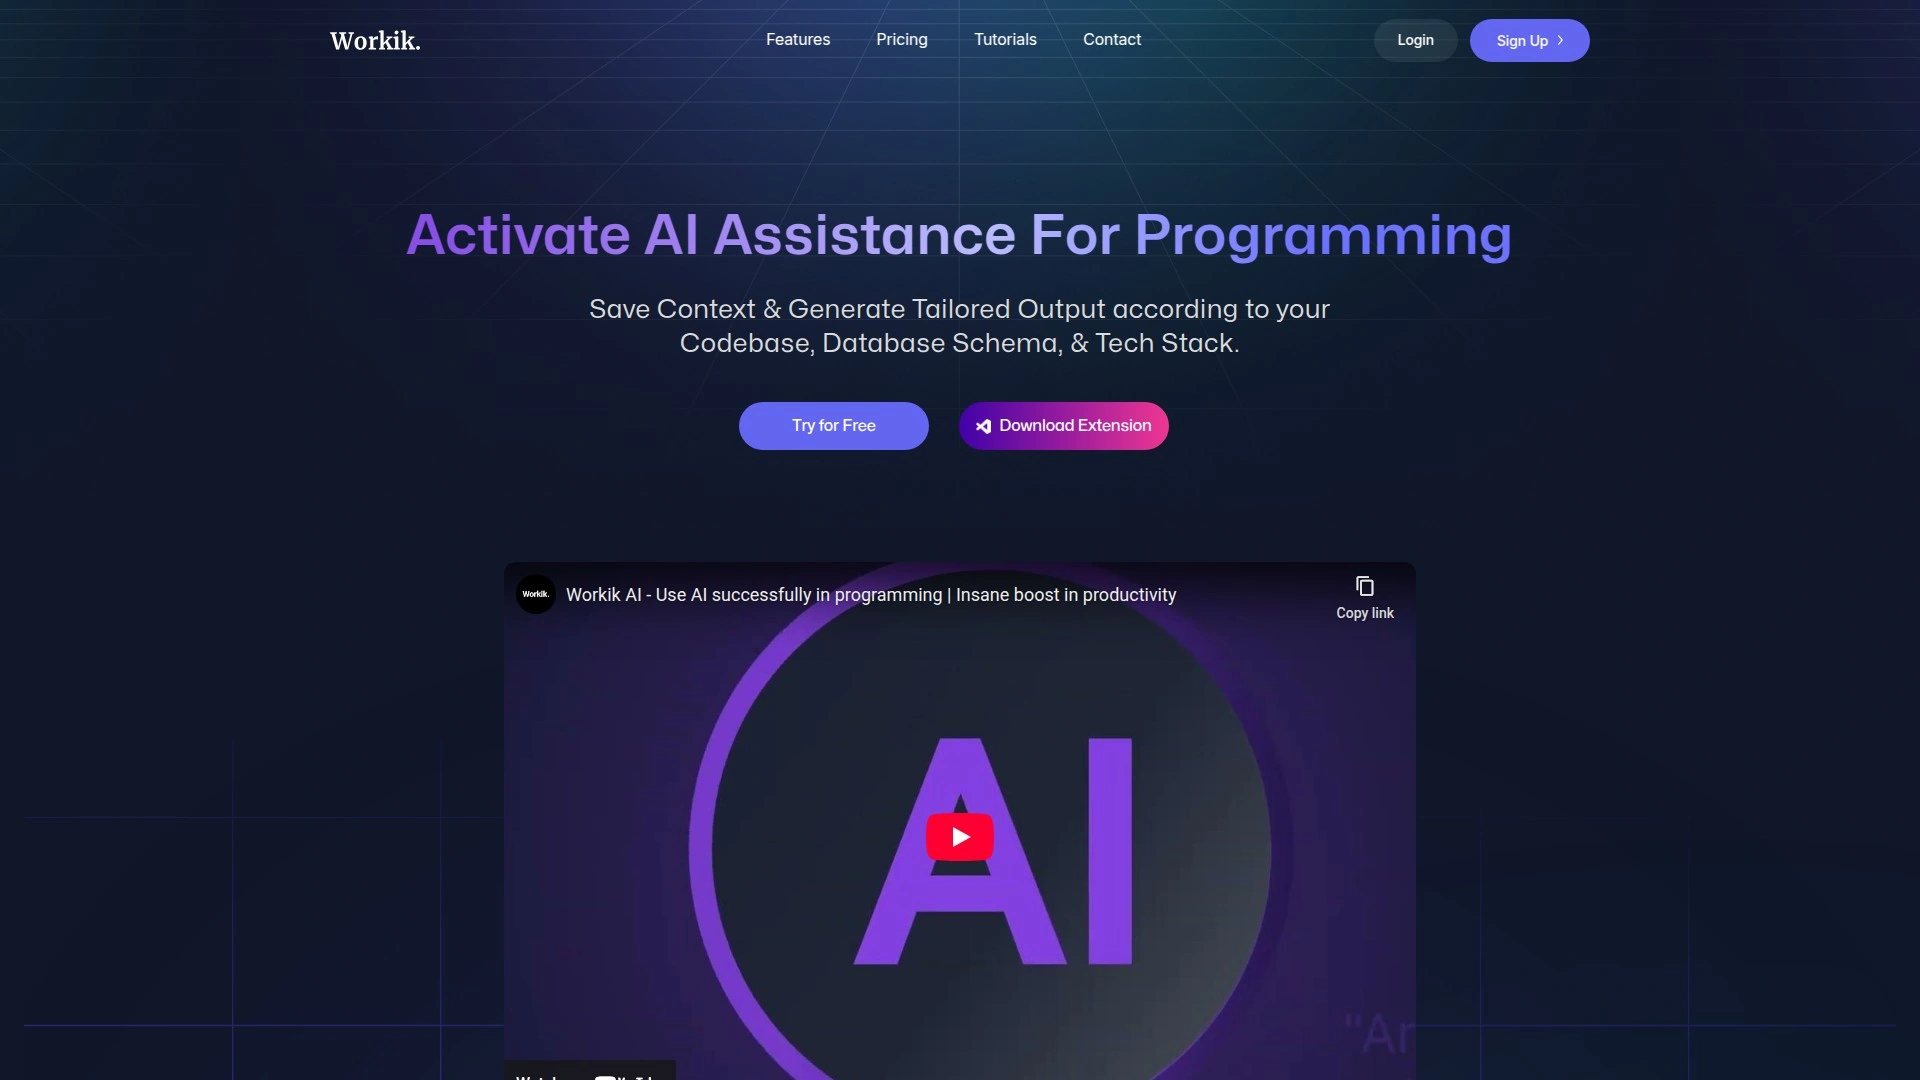 Workik.
Features
Pricing
Tutorials
Contact
Login
Sign Up
Activate AI Assistance For Programming
Save Context & Generate Tailored Output according to your
Codebase, Database Schema, & Tech Stack.
Try for Free
Download Extension
Workik.
Workik AI - Use AI successfully in programming | Insane boost in productivity
Copy link
AI
"Ar